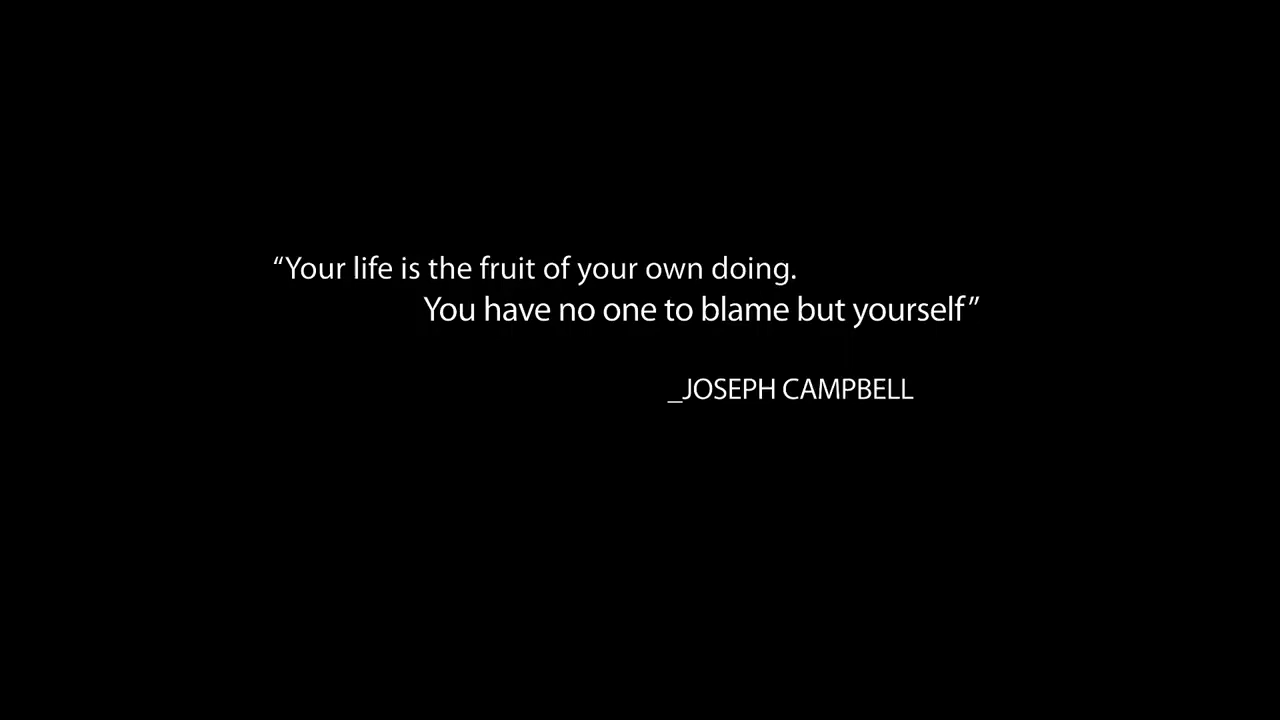 “Your life is the fruit of your own doing.
You have no one to blame but yourself”
_JOSEPH CAMPBELL